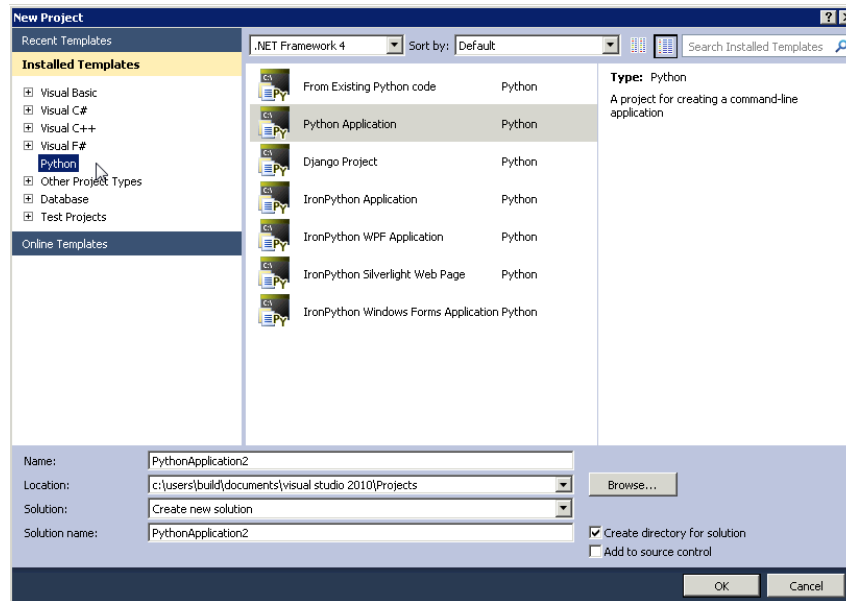 New Project
Recent Templates
Installed Templates
Visual Basic
Visual C#
Visual C++
Visual F#
Python
Other Project Types
Database
Test Projects
Online Templates
.NET Framework 4 Sort by: Default Search Installed Templates
From Existing Python code Python
Python Application Python
Django Project Python
IronPython Application Python
IronPython WPF Application Python
IronPython Silverlight Web Page Python
IronPython Windows Forms Application Python
Type: Python
A project for creating a command-line
application
Name: PythonApplication2
Location: c:\users\build\documents\visual studio 2010\Projects Browse...
Solution: Create new solution
Solution name: PythonApplication2
Create directory for solution
Add to source control
OK Cancel